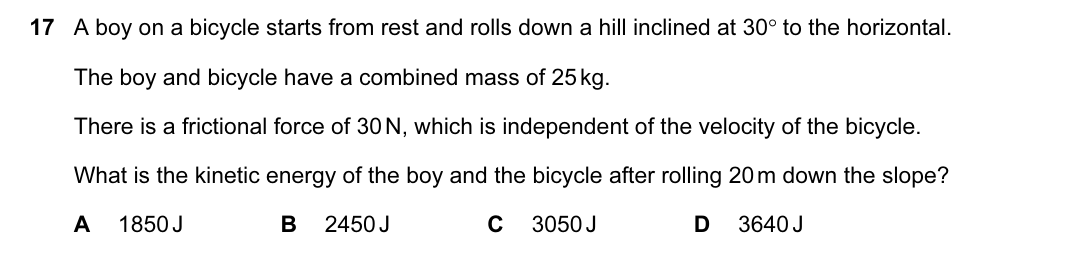 17 A boy on a bicycle starts from rest and rolls down a hill inclined at 30° to the horizontal.
The boy and bicycle have a combined mass of 25 kg.
There is a frictional force of 30 N, which is independent of the velocity of the bicycle.
What is the kinetic energy of the boy and the bicycle after rolling 20 m down the slope?
A 1850 J B 2450 J C 3050 J D 3640 J